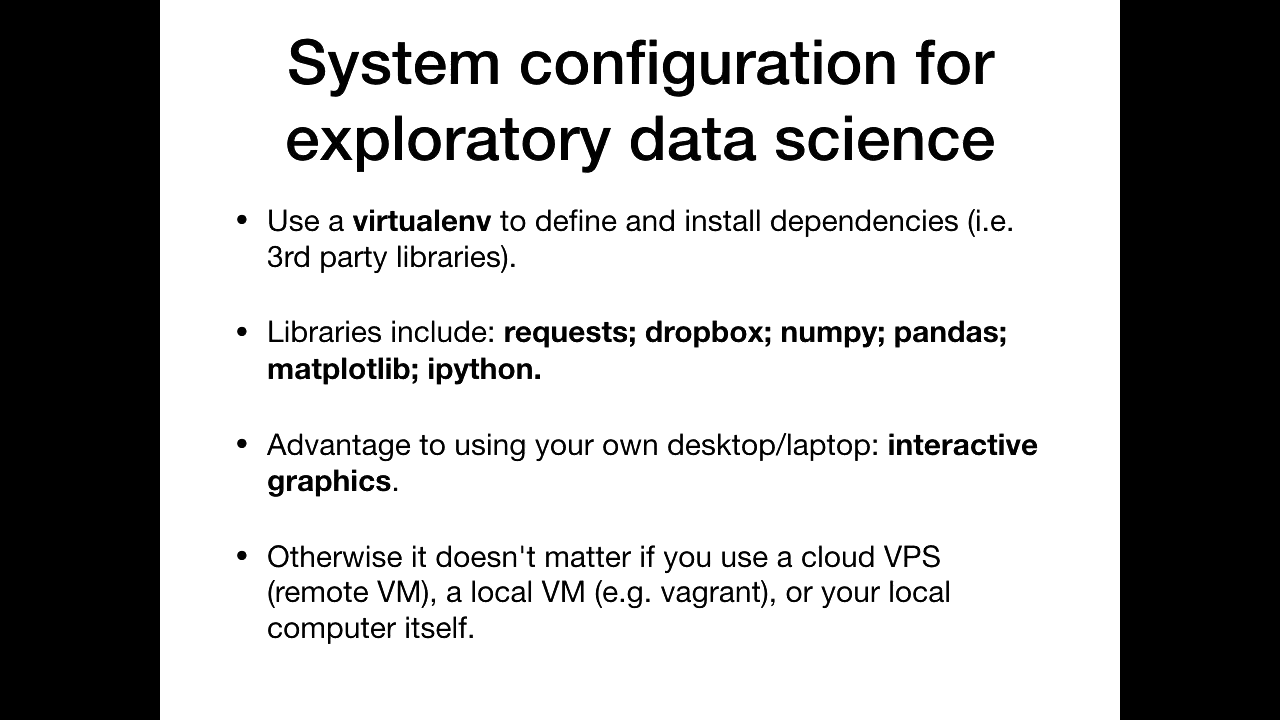 System configuration for
exploratory data science
• Use a virtualenv to define and install dependencies (i.e.
3rd party libraries).
• Libraries include: requests; dropbox; numpy; pandas;
matplotlib; ipython.
• Advantage to using your own desktop/laptop: interactive
graphics.
• Otherwise it doesn't matter if you use a cloud VPS
(remote VM), a local VM (e.g. vagrant), or your local
computer itself.